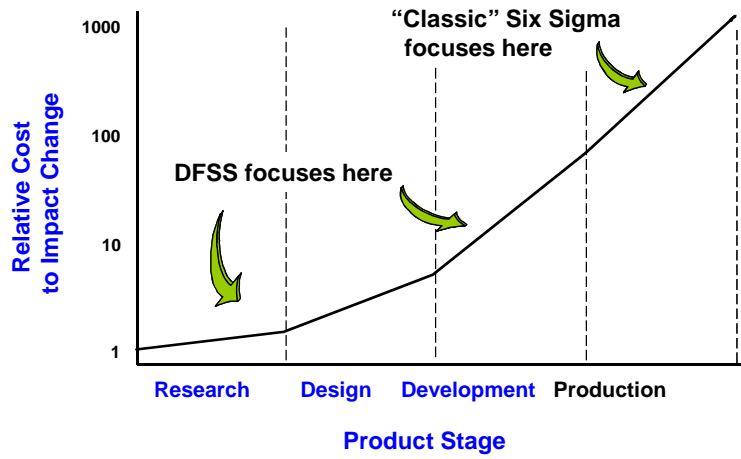 “Classic” Six Sigma
focuses here
1000
100
10
1
Relative Cost
to Impact Change
DFSS focuses here
Research Design Development Production
Product Stage